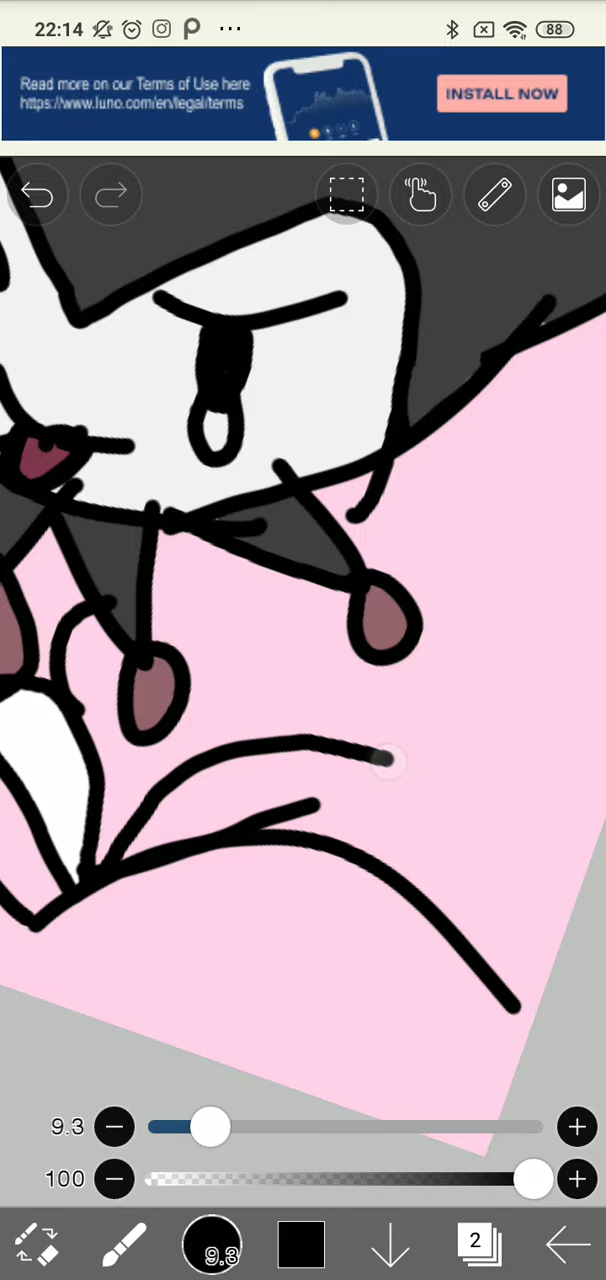 22:14
88
Read more on our Terms of Use here
https://www.luno.com/en/legal/terms
INSTALL NOW
9.3
100
9.3
2